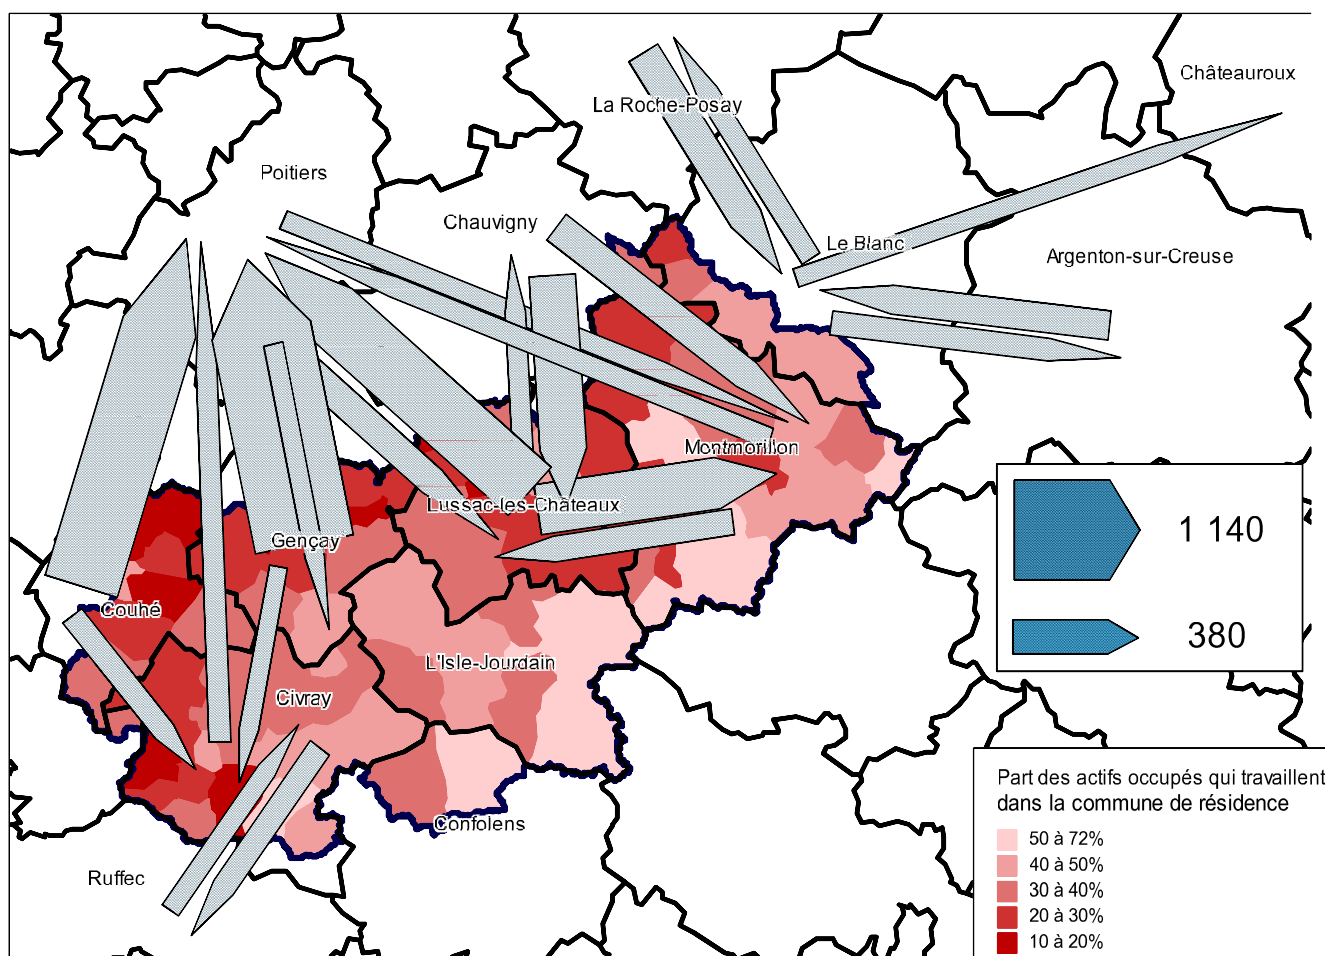 Châteauroux
La Roche-Posay
Poitiers
Chauvigny
Le Blanc
Argenton-sur-Creuse
Montmorillon
Lussac-les-Châteaux
1 140
Gençay
Couhé
380
L'Isle-Jourdain
Civray
Part des actifs occupés qui travaillent
dans la commune de résidence
Confolens
50 à 72%
40 à 50%
Ruffec
30 à 40%
20 à 30%
10 à 20%